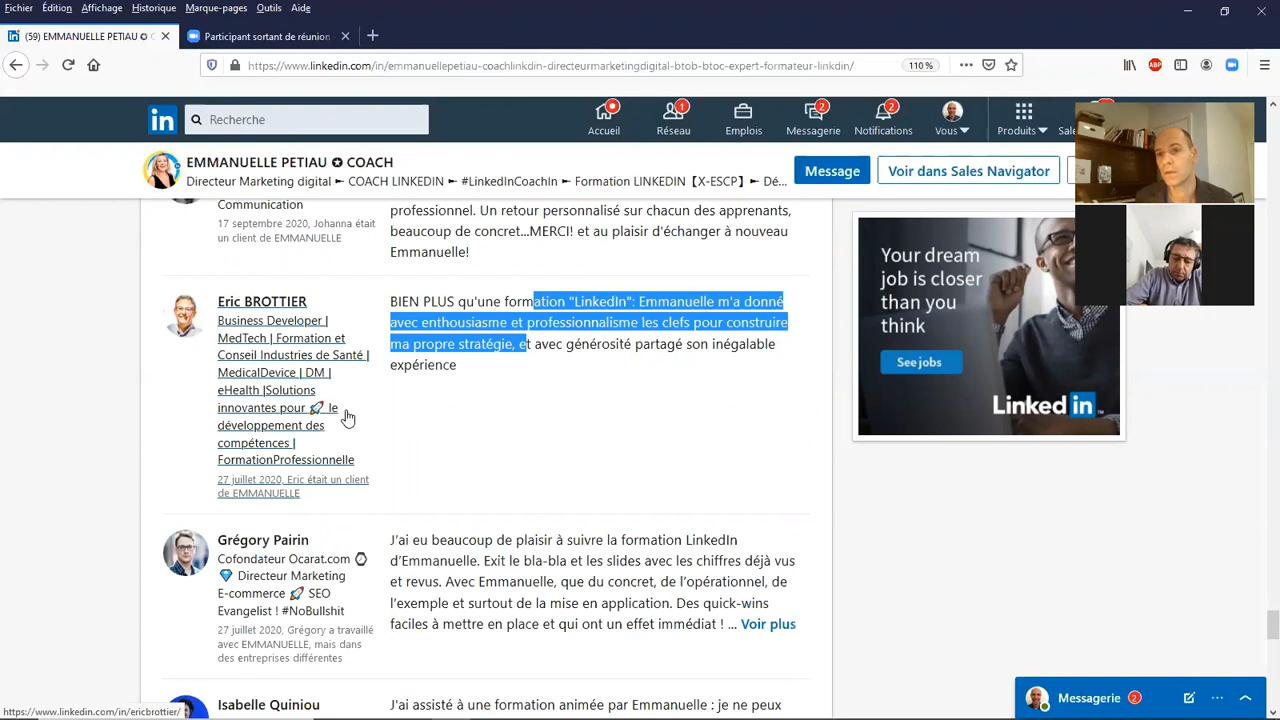 Fichier Édition Affichage Historique Marque-pages Outils Aide
(59) EMMANUELLE PETIAU ✪ C
Participant sortant de réunion
https://www.linkedin.com/in/emmanuellepetiau-coachlinkdin-directeurmarketingdigital-btob-btoc-expert-formateur-linkdin/
110 %
ABP
in
Recherche
Accueil
1
Réseau
Emplois
2
Messagerie
2
Notifications
Vous
Produits
EMMANUELLE PETIAU ✪ COACH
Directeur Marketing digital ► COACH LINKEDIN ► #LinkedInCoachIn ► Formation LINKEDIN【X-ESCP】► Dé...
Message
Voir dans Sales Navigator
Communication
17 septembre 2020, Johanna était
un client de EMMANUELLE
professionnel. Un retour personnalisé sur chacun des apprenants,
beaucoup de concret...MERCI! et au plaisir d'échanger à nouveau
Emmanuelle!
Eric BROTTIER
Business Developer |
MedTech | Formation et
Conseil Industries de Santé |
MedicalDevice | DM |
eHealth |Solutions
innovantes pour 🚀 le
développement des
compétences |
FormationProfessionnelle
27 juillet 2020, Eric était un client
de EMMANUELLE
BIEN PLUS qu'une formation "LinkedIn": Emmanuelle m'a donné
avec enthousiasme et professionnalisme les clefs pour construire
ma propre stratégie, et avec générosité partagé son inégalable
expérience
Grégory Pairin
Cofondateur Ocarat.com ⌚
💎 Directeur Marketing
E-commerce 🚀 SEO
Evangelist ! #NoBullshit
27 juillet 2020, Grégory a travaillé
avec EMMANUELLE, mais dans
des entreprises différentes
J'ai eu beaucoup de plaisir à suivre la formation LinkedIn
d'Emmanuelle. Exit le bla-bla et les slides avec les chiffres déjà vus
et revus. Avec Emmanuelle, que du concret, de l'opérationnel, de
l'exemple et surtout de la mise en application. Des quick-wins
faciles à mettre en place et qui ont un effet immédiat ! ... Voir plus
Isabelle Quiniou
J'ai assisté à une formation animée par Emmanuelle : je ne peux
Your dream
job is closer
than you
think
See jobs
Linked in
Messagerie 2
https://www.linkedin.com/in/ericbrottier/